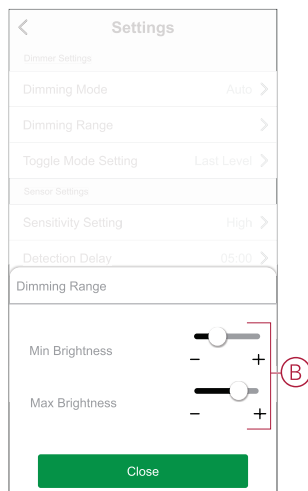 Settings
Dimmer Settings
Dimming Mode Auto
Dimming Range
Toggle Mode Setting Last Level
Sensor Settings
Sensitivity Setting High
Detection Delay 05:00
Dimming Range
Min Brightness
- +
B
Max Brightness
- +
Close